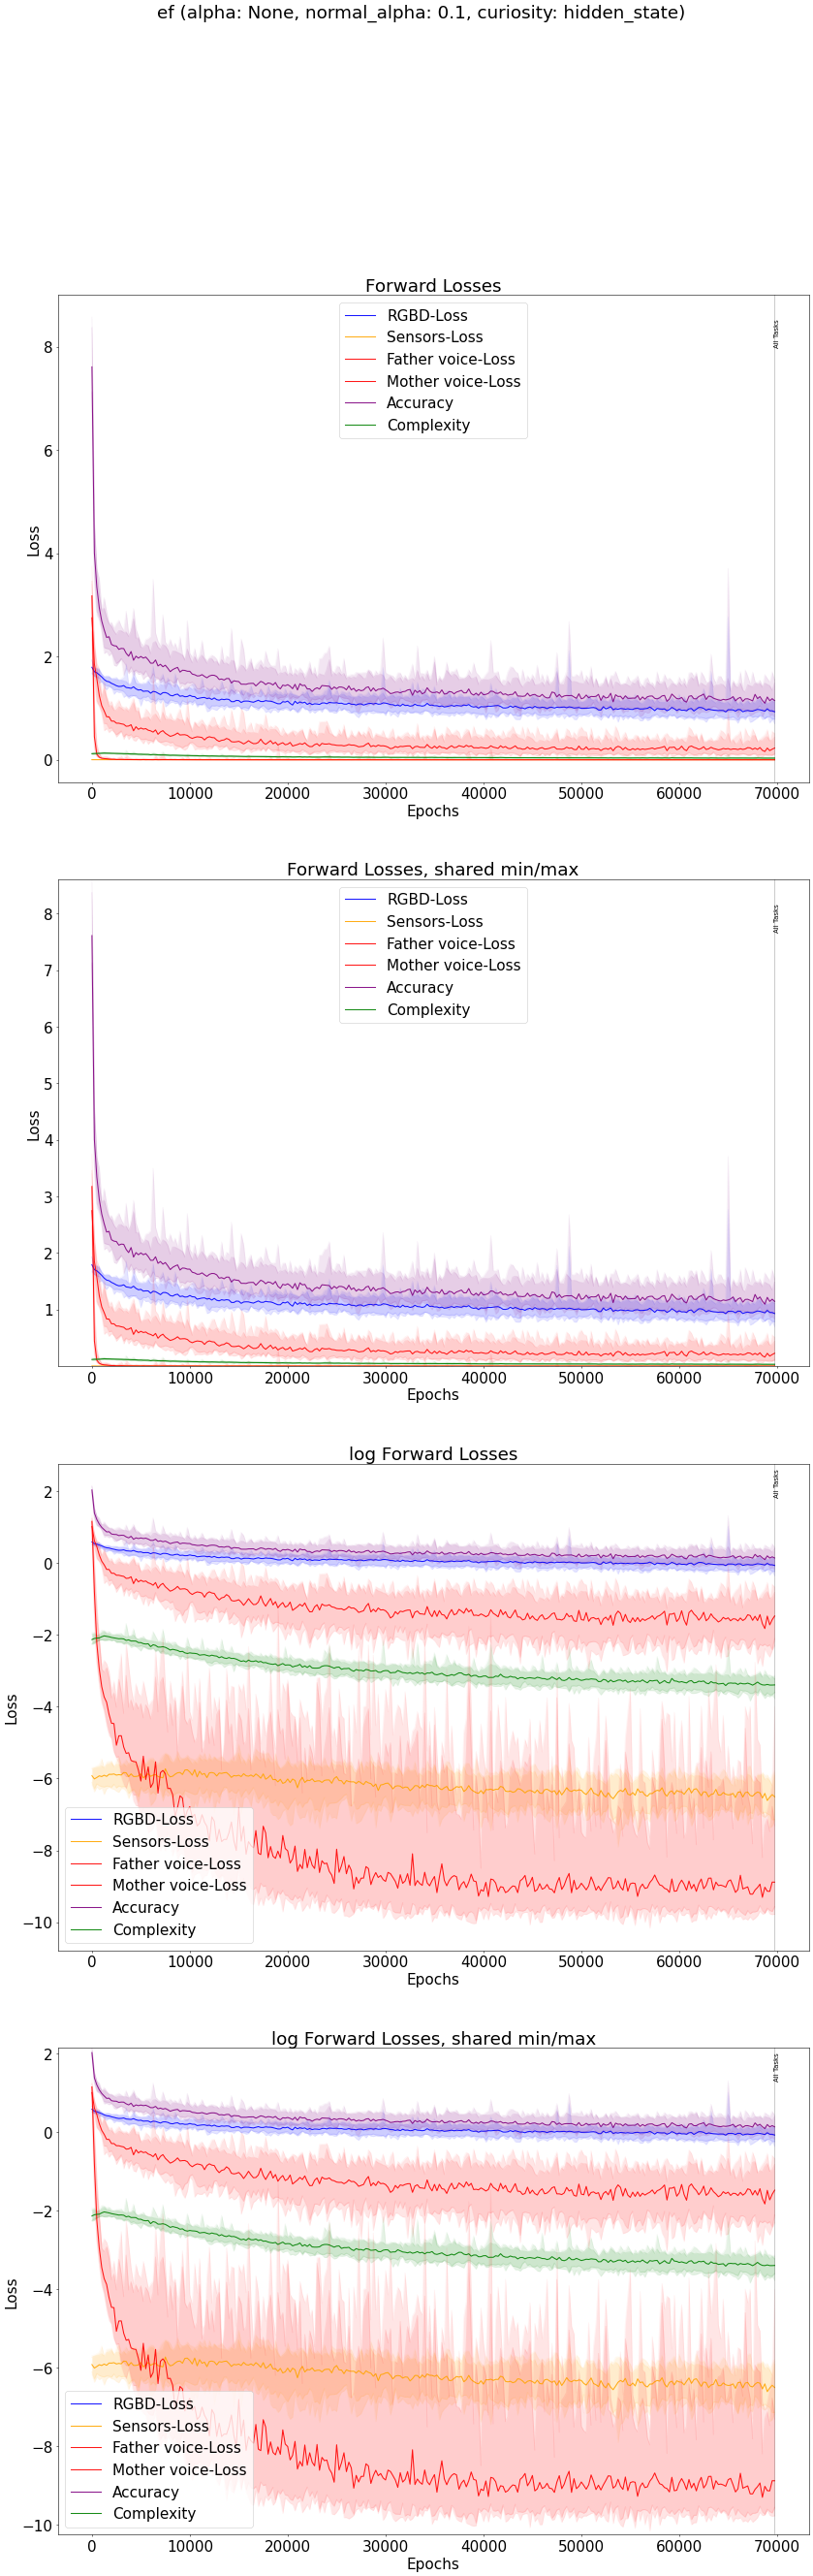 ef (alpha: None, normal_alpha: 0.1, curiosity: hidden_state)
Forward Losses
RGBD-Loss
Sensors-Loss
Father voice-Loss
Mother voice-Loss
Accuracy
Complexity
All Tasks
8
6
4
2
0
Loss
0 10000 20000 30000 40000 50000 60000 70000
Epochs
Forward Losses, shared min/max
RGBD-Loss
Sensors-Loss
Father voice-Loss
Mother voice-Loss
Accuracy
Complexity
All Tasks
8
7
6
5
4
3
2
1
Loss
0 10000 20000 30000 40000 50000 60000 70000
Epochs
log Forward Losses
All Tasks
2
0
−2
−4
−6
−8
−10
Loss
RGBD-Loss
Sensors-Loss
Father voice-Loss
Mother voice-Loss
Accuracy
Complexity
0 10000 20000 30000 40000 50000 60000 70000
Epochs
log Forward Losses, shared min/max
All Tasks
2
0
−2
−4
−6
−8
−10
Loss
RGBD-Loss
Sensors-Loss
Father voice-Loss
Mother voice-Loss
Accuracy
Complexity
0 10000 20000 30000 40000 50000 60000 70000
Epochs